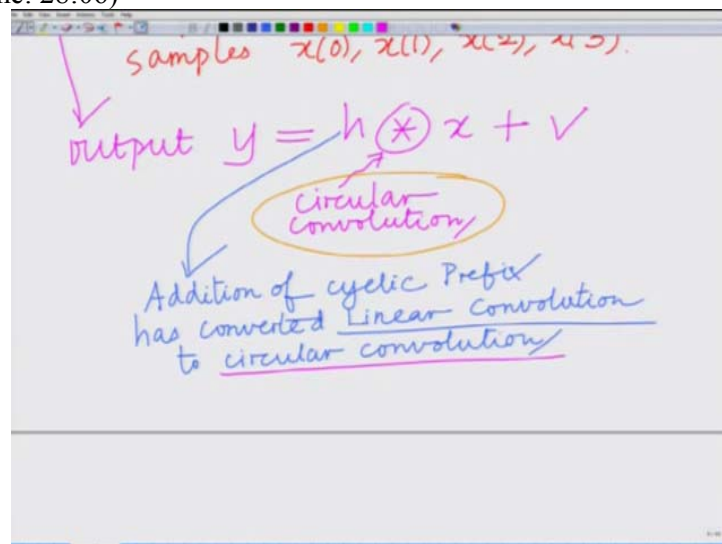 samples x(0), x(1), x(2), x(3).
output y = h ⊛ x + v
circular
convolution
Addition of cyclic Prefix
has converted Linear Convolution
to circular convolution